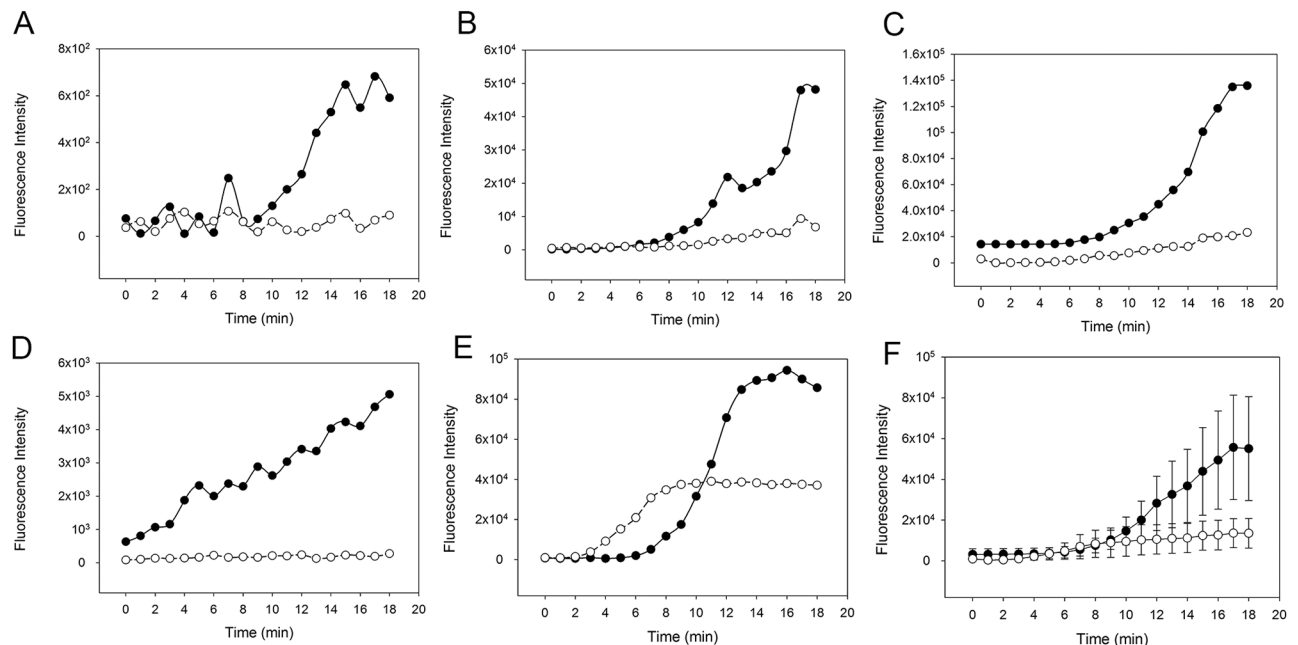 A
Fluorescence Intensity
8x10²
6x10²
4x10²
2x10²
0
0 2 4 6 8 10 12 14 16 18 20
Time (min)
B
Fluorescence Intensity
6x10⁴
5x10⁴
4x10⁴
3x10⁴
2x10⁴
10⁴
0
0 2 4 6 8 10 12 14 16 18 20
Time (min)
C
Fluorescence Intensity
1.6x10⁵
1.4x10⁵
1.2x10⁵
10⁵
8.0x10⁴
6.0x10⁴
4.0x10⁴
2.0x10⁴
0
0 2 4 6 8 10 12 14 16 18 20
Time (min)
D
Fluorescence Intensity
6x10³
5x10³
4x10³
3x10³
2x10³
10³
0
0 2 4 6 8 10 12 14 16 18 20
Time (min)
E
Fluorescence Intensity
10⁵
8x10⁴
6x10⁴
4x10⁴
2x10⁴
0
0 2 4 6 8 10 12 14 16 18 20
Time (min)
F
Fluorescence Intensity
10⁵
8x10⁴
6x10⁴
4x10⁴
2x10⁴
0
0 2 4 6 8 10 12 14 16 18 20
Time (min)